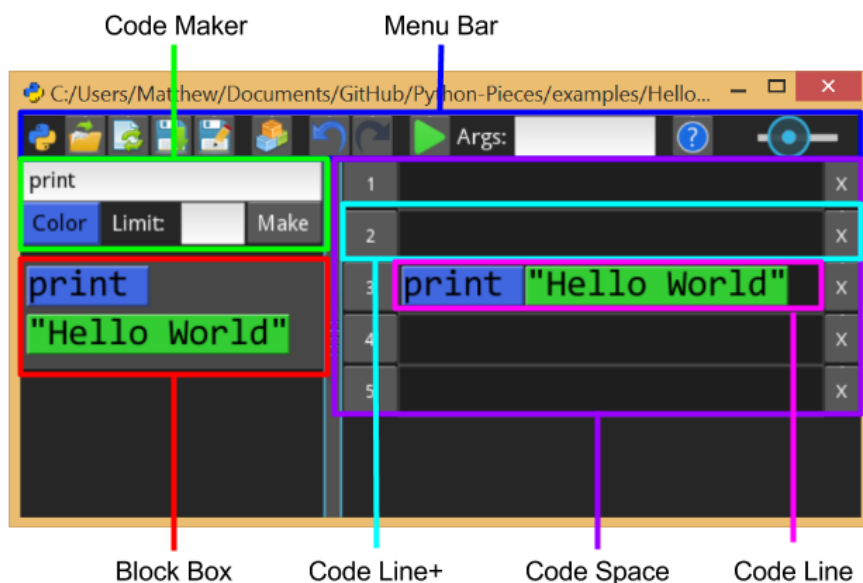 Code Maker Menu Bar
C:/Users/Matthew/Documents/GitHub/Python-Pieces/examples/Hello...
Args:
print
Color Limit: Make
1 X
2 X
print
"Hello World"
3 print "Hello World" X
4 X
5 X
Block Box Code Line+ Code Space Code Line